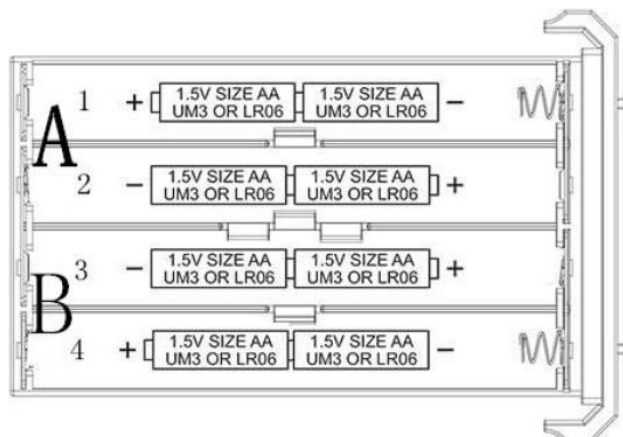 A
1 + 1.5V SIZE AA 1.5V SIZE AA -
UM3 OR LR06 UM3 OR LR06
2 - 1.5V SIZE AA 1.5V SIZE AA +
UM3 OR LR06 UM3 OR LR06
B
3 - 1.5V SIZE AA 1.5V SIZE AA +
UM3 OR LR06 UM3 OR LR06
4 + 1.5V SIZE AA 1.5V SIZE AA -
UM3 OR LR06 UM3 OR LR06